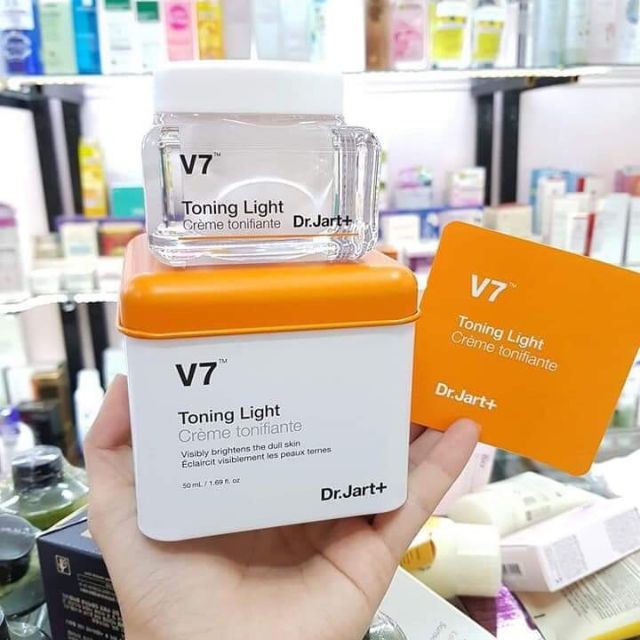 V7™
Toning Light
Crème tonifiante
Dr.Jart+
V7™
Toning Light
Crème tonifiante
Visibly brightens the dull skin
Éclaircit visiblement les peaux ternes
50 mL / 1.69 fl. oz
Dr.Jart+
V7™
Toning Light
Crème tonifiante
Dr.Jart+